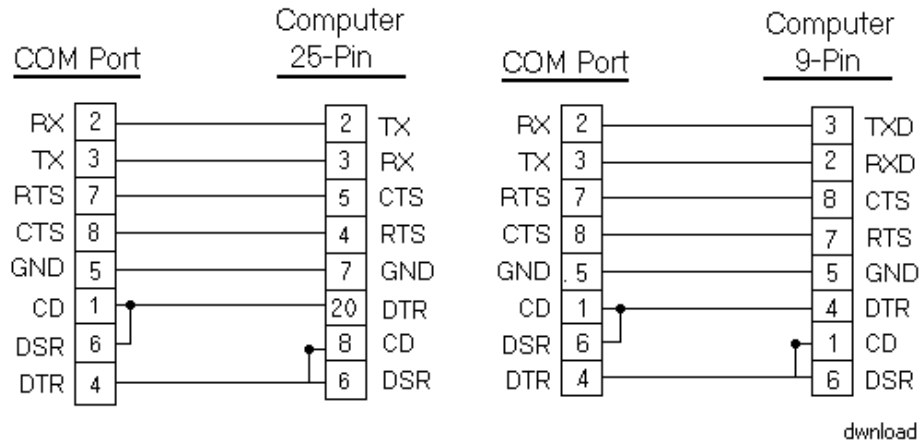 Computer
25-Pin
COM Port
RX 2 2 TX
TX 3 3 RX
RTS 7 5 CTS
CTS 8 4 RTS
GND 5 7 GND
CD 1 20 DTR
DSR 6 8 CD
DTR 4 6 DSR
Computer
9-Pin
COM Port
RX 2 3 TXD
TX 3 2 RXD
RTS 7 8 CTS
CTS 8 7 RTS
GND 5 5 GND
CD 1 4 DTR
DSR 6 1 CD
DTR 4 6 DSR
dwnload